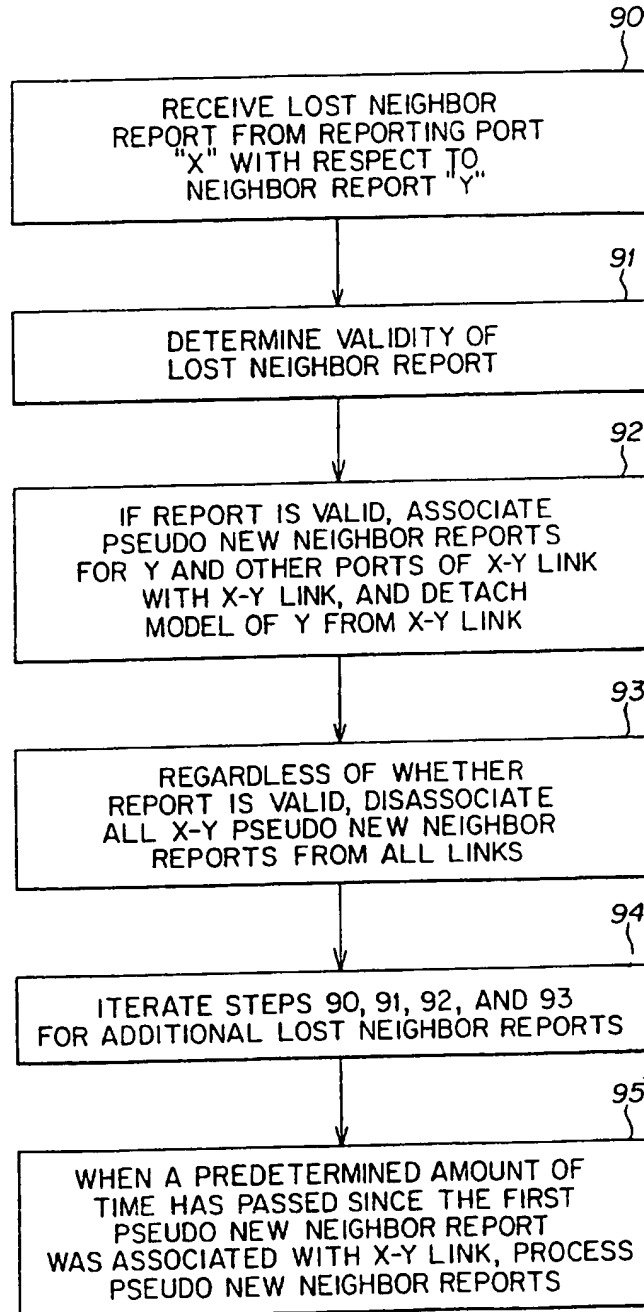 90
RECEIVE LOST NEIGHBOR
REPORT FROM REPORTING PORT
"X" WITH RESPECT TO
NEIGHBOR REPORT "Y"
91
DETERMINE VALIDITY OF
LOST NEIGHBOR REPORT
92
IF REPORT IS VALID, ASSOCIATE
PSEUDO NEW NEIGHBOR REPORTS
FOR Y AND OTHER PORTS OF X-Y LINK
WITH X-Y LINK, AND DETACH
MODEL OF Y FROM X-Y LINK
93
REGARDLESS OF WHETHER
REPORT IS VALID, DISASSOCIATE
ALL X-Y PSEUDO NEW NEIGHBOR
REPORTS FROM ALL LINKS
94
ITERATE STEPS 90, 91, 92, AND 93
FOR ADDITIONAL LOST NEIGHBOR REPORTS
95
WHEN A PREDETERMINED AMOUNT OF
TIME HAS PASSED SINCE THE FIRST
PSEUDO NEW NEIGHBOR REPORT
WAS ASSOCIATED WITH X-Y LINK, PROCESS
PSEUDO NEW NEIGHBOR REPORTS